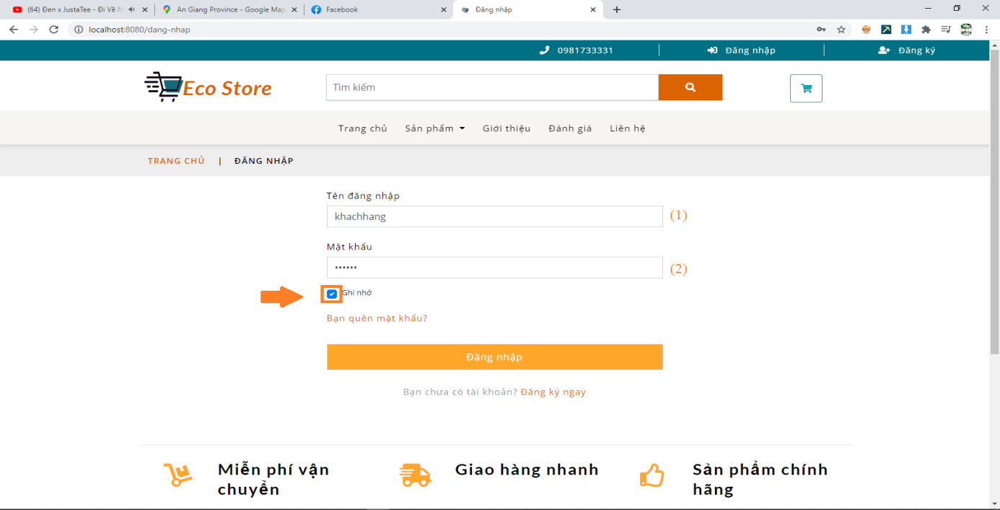 (64) Đen x JustaTee - Đi Về N
An Giang Province - Google Map
Facebook
Đăng nhập
localhost:8080/dang-nhap
0981733331
Đăng nhập
Đăng ký
Eco Store
Tìm kiếm
Trang chủ Sản phẩm Giới thiệu Đánh giá Liên hệ
TRANG CHỦ | ĐĂNG NHẬP
Tên đăng nhập
khachhang (1)
Mật khẩu
•••••• (2)
Ghi nhớ
Bạn quên mật khẩu?
Đăng nhập
Bạn chưa có tài khoản? Đăng ký ngay
Miễn phí vận
chuyển
Giao hàng nhanh
Sản phẩm chính
hãng